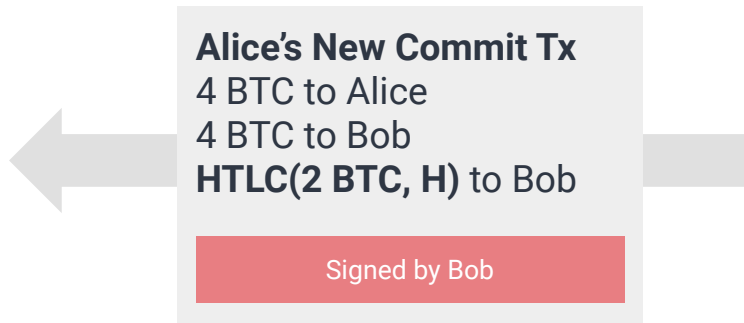 Alice’s New Commit Tx
4 BTC to Alice
4 BTC to Bob
HTLC(2 BTC, H) to Bob
Signed by Bob